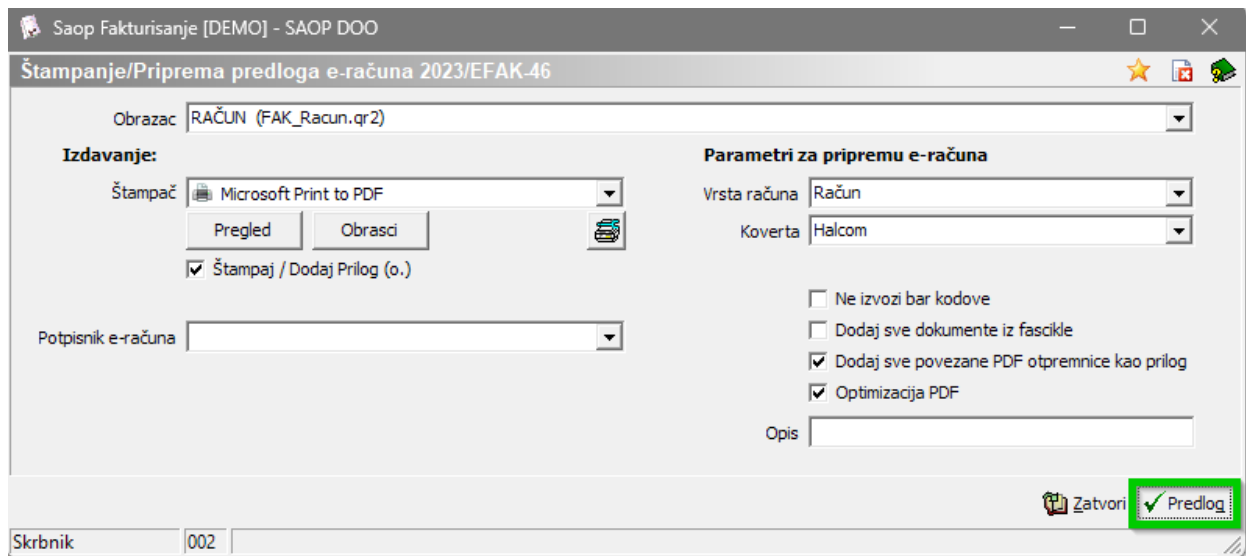 Saop Fakturisanje [DEMO] - SAOP DOO
Štampanje/Priprema predloga e-računa 2023/EFAK-46
Obrazac RAČUN (FAK_Racun.qr2)
Izdavanje:
Štampač Microsoft Print to PDF
Pregled Obrasci
Štampaj / Dodaj Prilog (o.)
Potpisnik e-računa
Parametri za pripremu e-računa
Vrsta računa Račun
Koverta Halcom
Ne izvozi bar kodove
Dodaj sve dokumente iz fascikle
Dodaj sve povezane PDF otpremnice kao prilog
Optimizacija PDF
Opis
Zatvori Predlog
Skrbnik 002